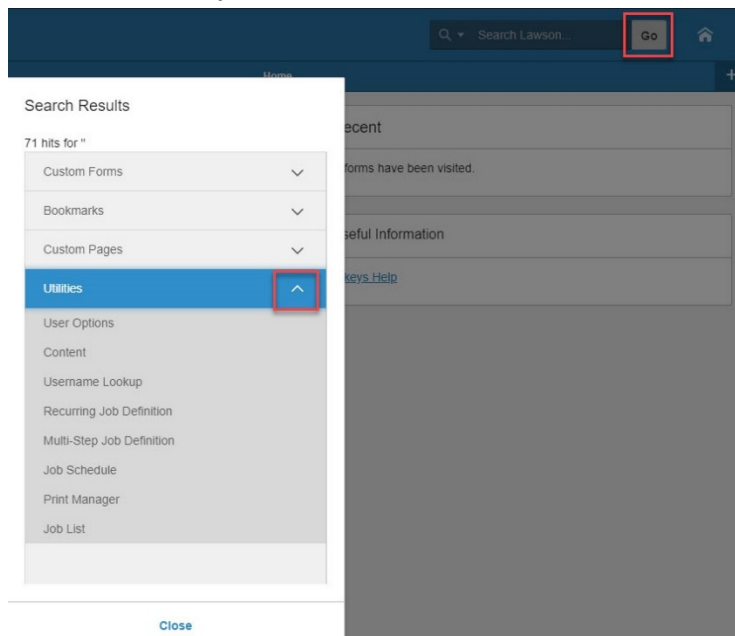 Search Lawson...
Go
Home
+
Search Results
71 hits for "
Custom Forms
Bookmarks
Custom Pages
Utilities
User Options
Content
Username Lookup
Recurring Job Definition
Multi-Step Job Definition
Job Schedule
Print Manager
Job List
Close
ecent
forms have been visited.
seful Information
keys Help